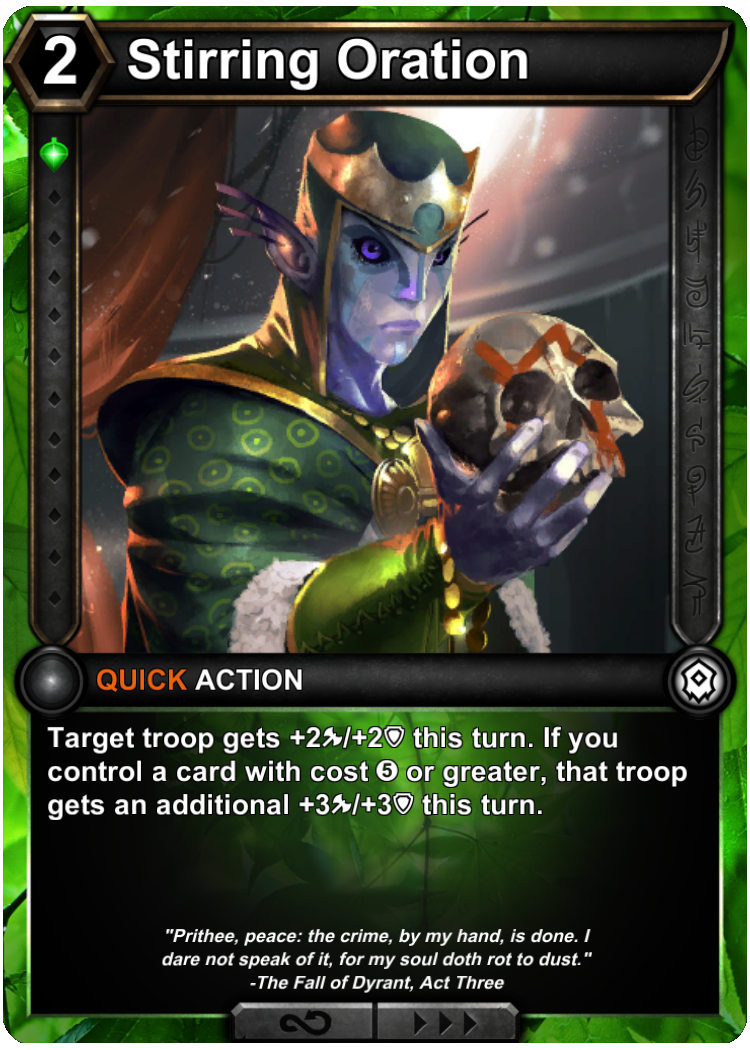 2 Stirring Oration
QUICK ACTION
Target troop gets +2/+2 this turn. If you
control a card with cost 5 or greater, that troop
gets an additional +3/+3 this turn.
"Prithee, peace: the crime, by my hand, is done. I
dare not speak of it, for my soul doth rot to dust."
-The Fall of Dyrant, Act Three